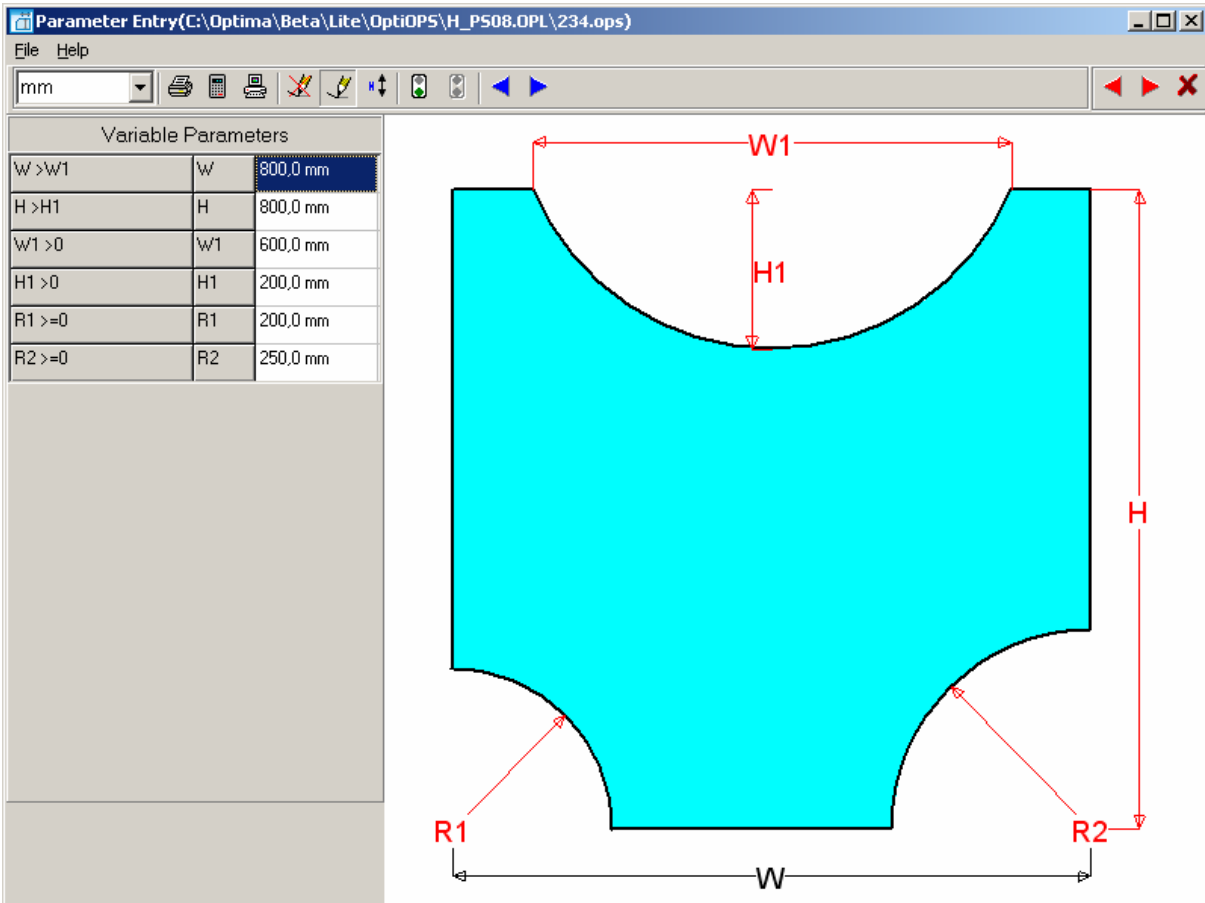 Parameter Entry(C:\Optima\Beta\Lite\OptiOPS\H_PS08.OPL\234.ops)
File Help
mm
Variable Parameters
W >W1 W 800,0 mm
H >H1 H 800,0 mm
W1 >0 W1 600,0 mm
H1 >0 H1 200,0 mm
R1 >=0 R1 200,0 mm
R2 >=0 R2 250,0 mm
W1
H1
H
R1
R2
W